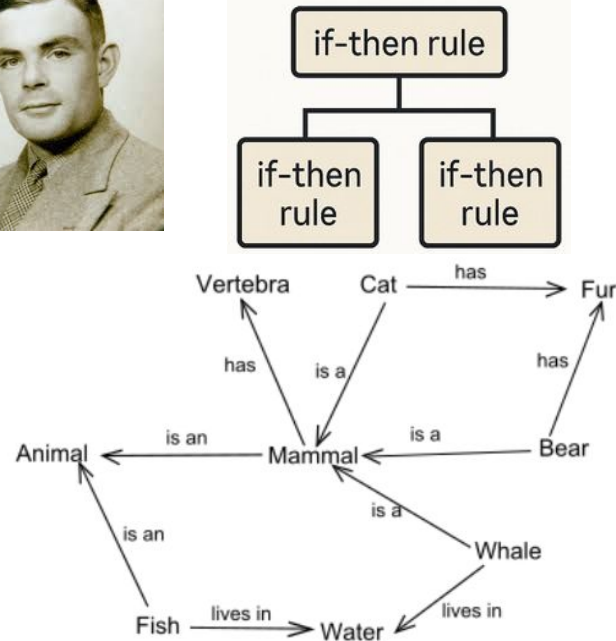 if-then rule
if-then
rule
if-then
rule
Vertebra
Cat
has
Fur
has
is a
has
Animal
is an
Mammal
is a
Bear
is an
is a
Whale
Fish
lives in
Water
lives in